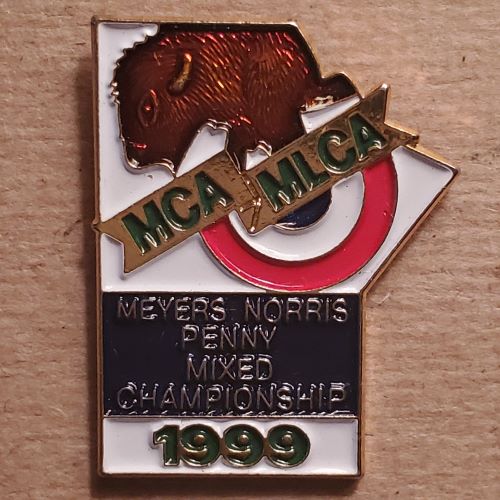 MCA MLCA
MEYERS NORRIS
PENNY
MIXED
CHAMPIONSHIP
1999